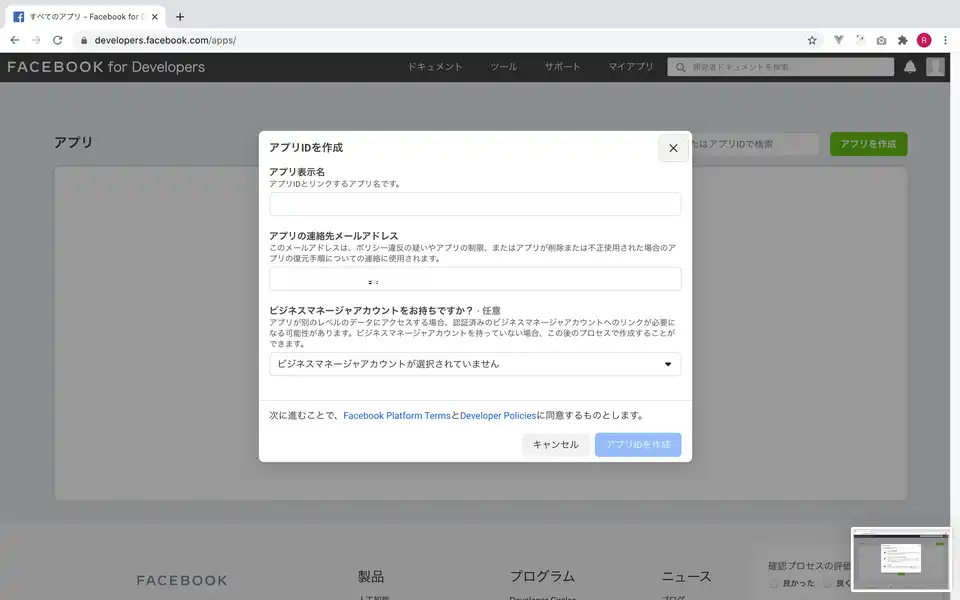 すべてのアプリ - Facebook for D
developers.facebook.com/apps/
R
FACEBOOK for Developers
ドキュメント
ツール
サポート
マイアプリ
開発者ドキュメントを検索
アプリ
たはアプリIDで検索
アプリを作成
アプリIDを作成
アプリ表示名
アプリIDとリンクするアプリ名です。
アプリの連絡先メールアドレス
このメールアドレスは、ポリシー違反の疑いやアプリの制限、またはアプリが削除または不正使用された場合のア
プリの復元手順についての連絡に使用されます。
ビジネスマネージャアカウントをお持ちですか? · 任意
アプリが別のレベルのデータにアクセスする場合、認証済みのビジネスマネージャアカウントへのリンクが必要に
なる可能性があります。ビジネスマネージャアカウントを持っていない場合、この後のプロセスで作成することが
できます。
ビジネスマネージャアカウントが選択されていません
次に進むことで、Facebook Platform TermsとDeveloper Policiesに同意するものとします。
キャンセル
アプリIDを作成
FACEBOOK
製品
人工知能
プログラム
Developer Circles
ニュース
ブログ
確認プロセスの評価
良かった
良く